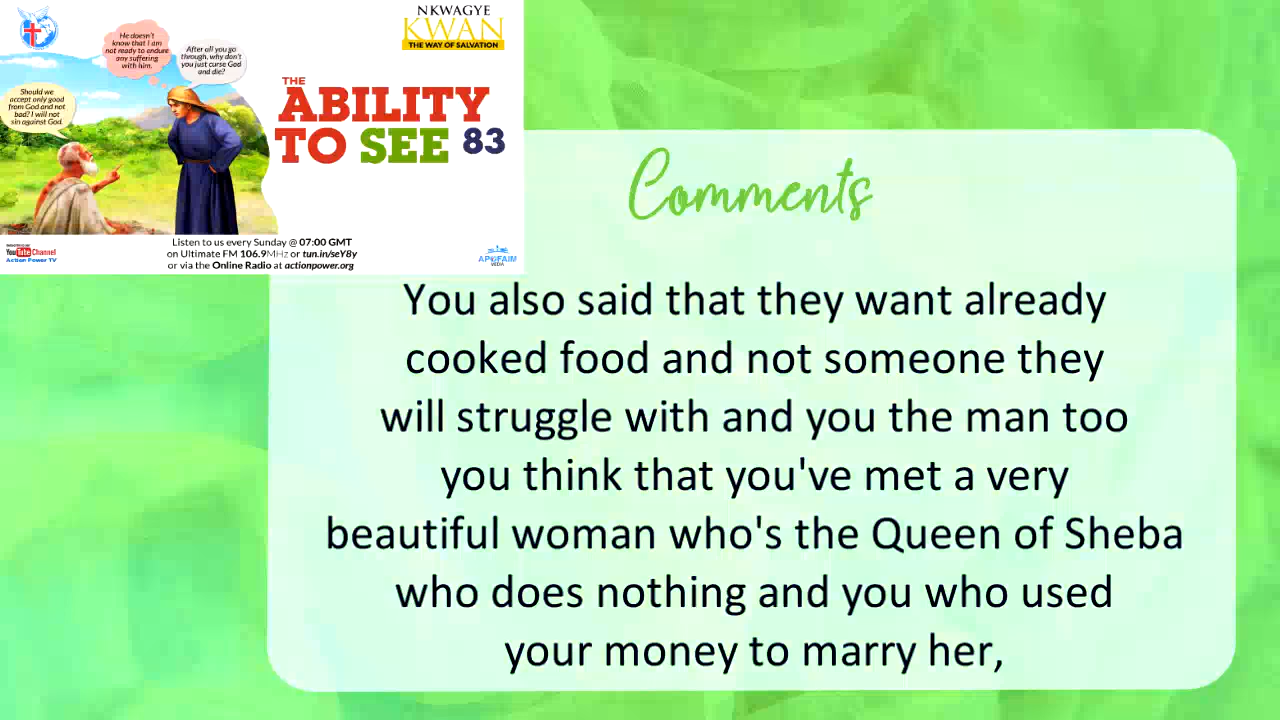 NKWAGYE
KWAN
THE WAY OF SALVATION
He doesn't
know that I am
not ready to endure
any suffering
with him.
After all you go
through, why don't
you just curse God
and die?
Should we
accept only good
from God and not
bad? I will not
sin against God.
THE
ABILITY
TO SEE 83
YouTube Channel
Action Power TV
Listen to us every Sunday @ 07:00 GMT
on Ultimate FM 106.9MHz or tun.in/seY8y
or via the Online Radio at actionpower.org
APOFAIM
MEDIA
Comments
You also said that they want already
cooked food and not someone they
will struggle with and you the man too
you think that you've met a very
beautiful woman who's the Queen of Sheba
who does nothing and you who used
your money to marry her,